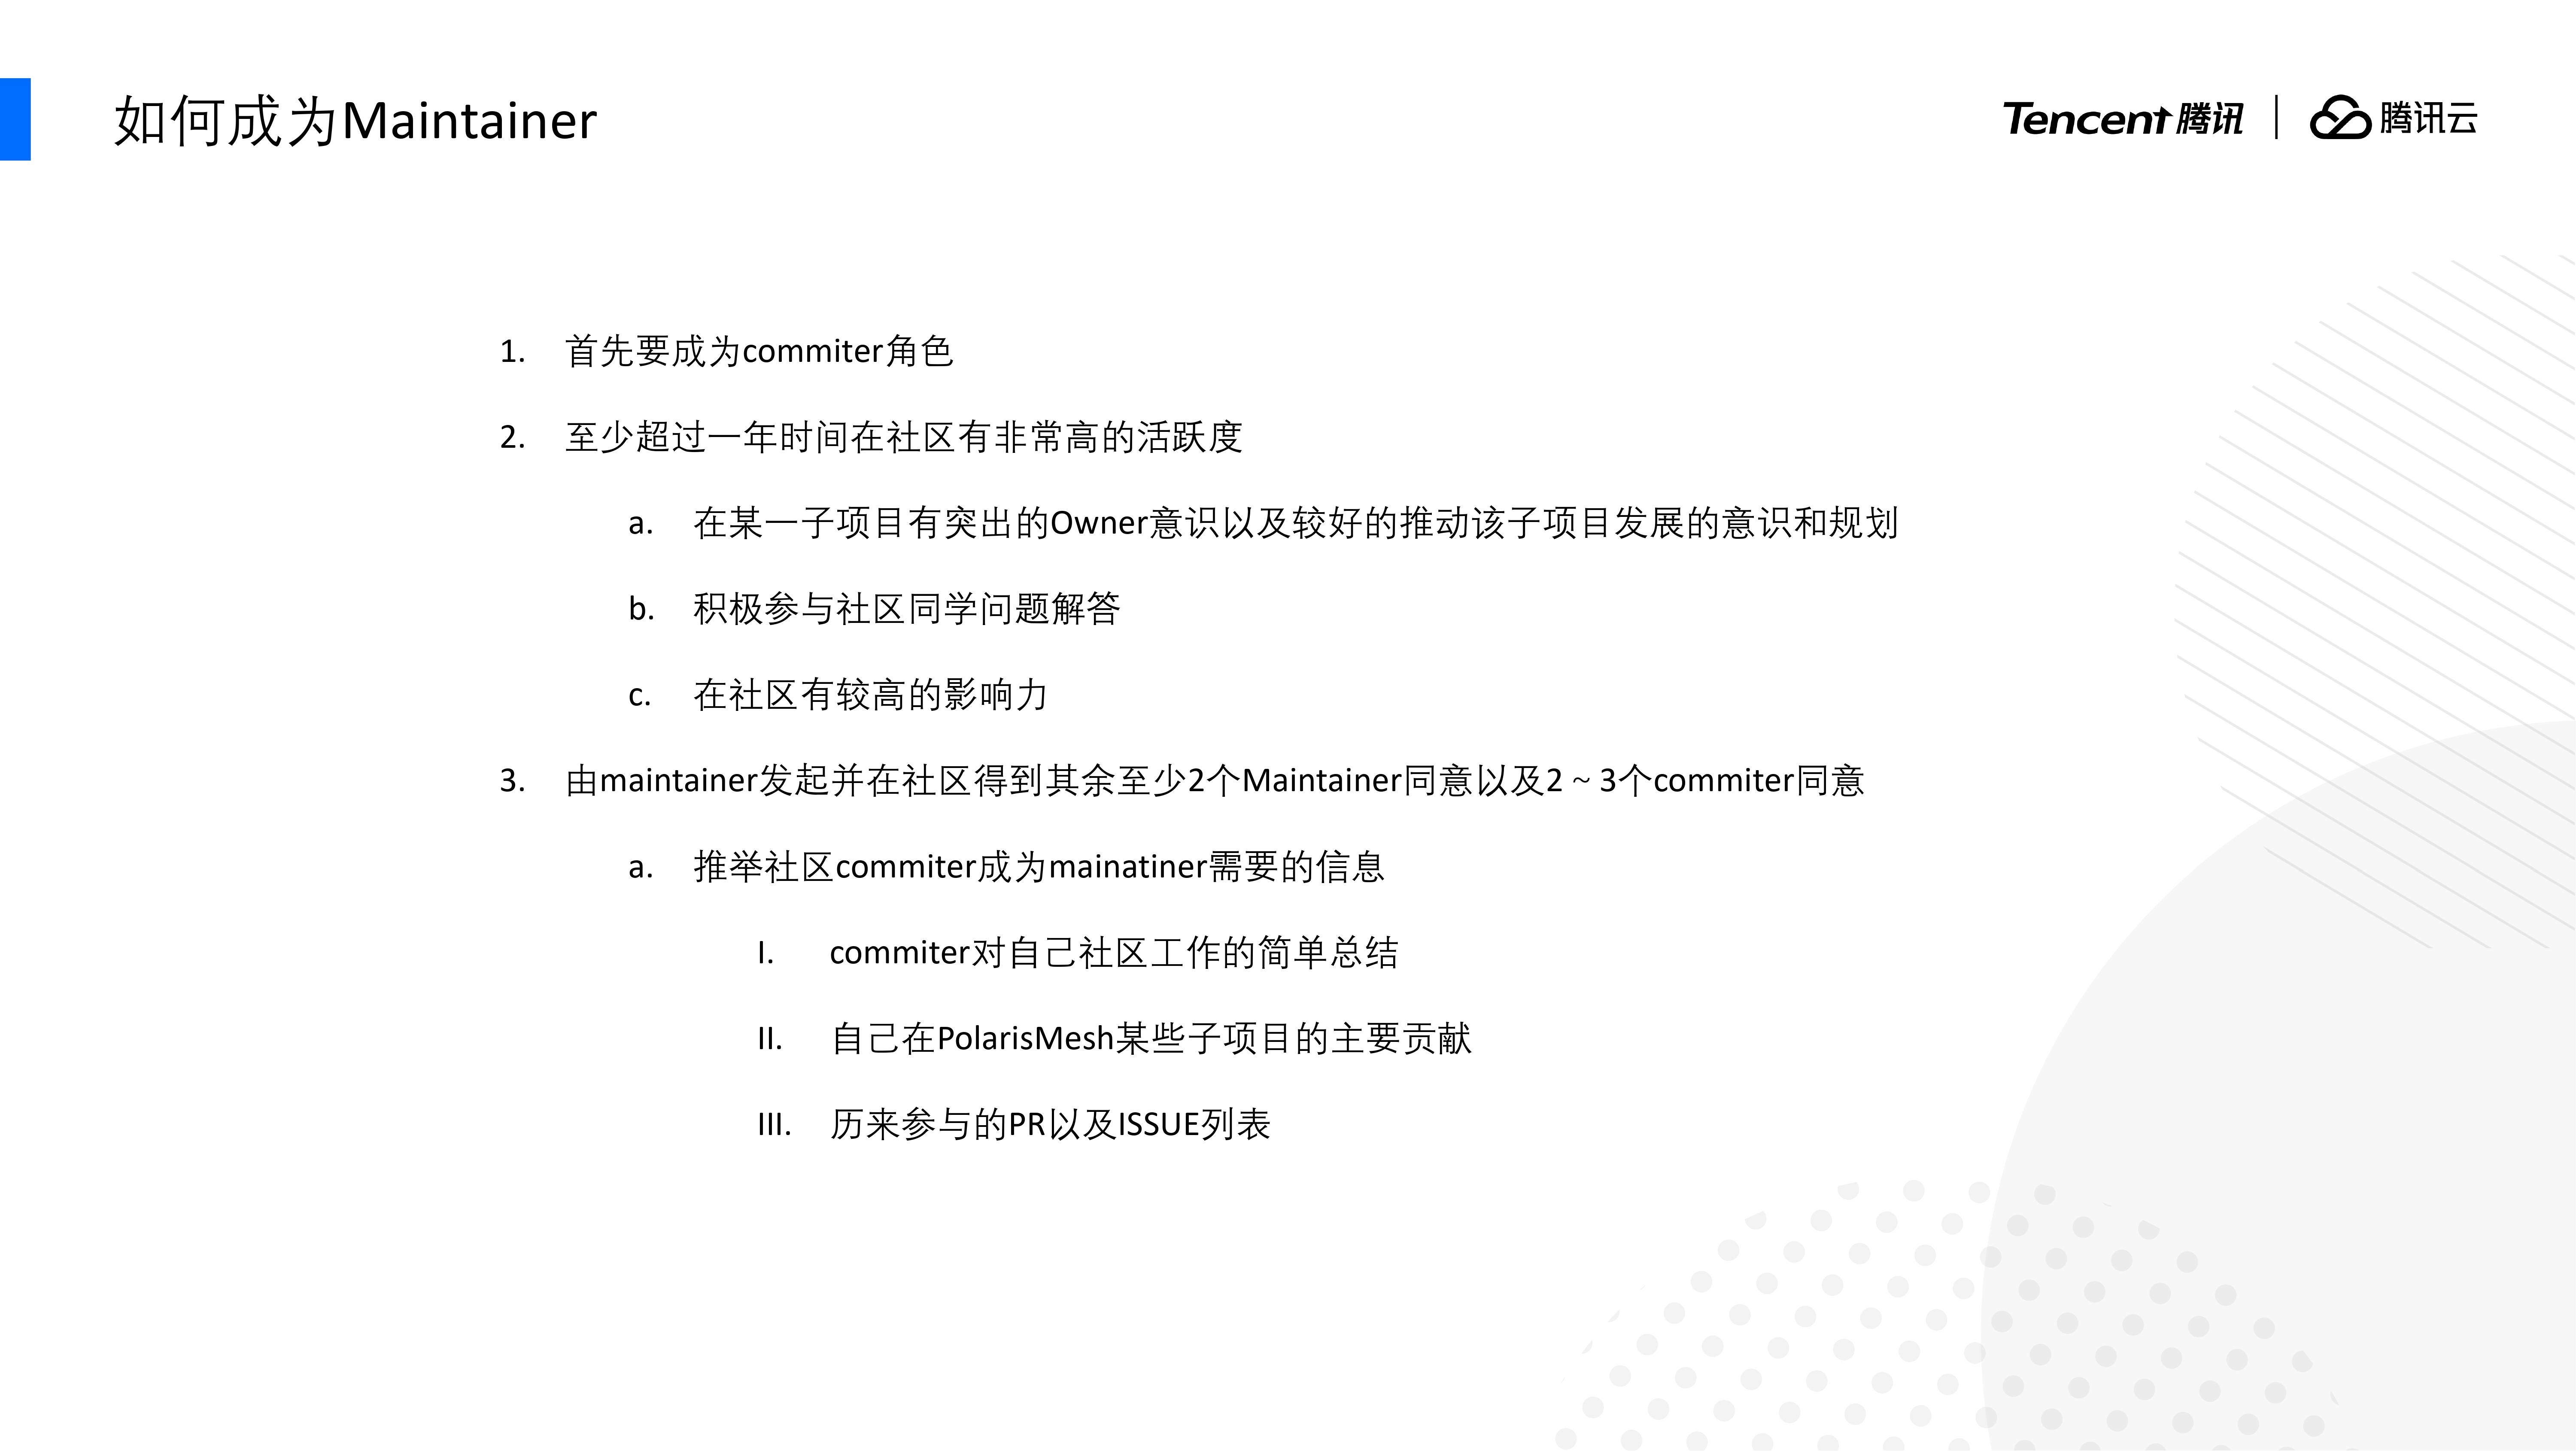 如何成为Maintainer
Tencent腾讯 | 腾讯云
1. 首先要成为commiter角色
2. 至少超过一年时间在社区有非常高的活跃度
a. 在某一子项目有突出的Owner意识以及较好的推动该子项目发展的意识和规划
b. 积极参与社区同学问题解答
c. 在社区有较高的影响力
3. 由maintainer发起并在社区得到其余至少2个Maintainer同意以及2 ~ 3个commiter同意
a. 推举社区commiter成为mainatiner需要的信息
I. commiter对自己社区工作的简单总结
II. 自己在PolarisMesh某些子项目的主要贡献
III. 历来参与的PR以及ISSUE列表